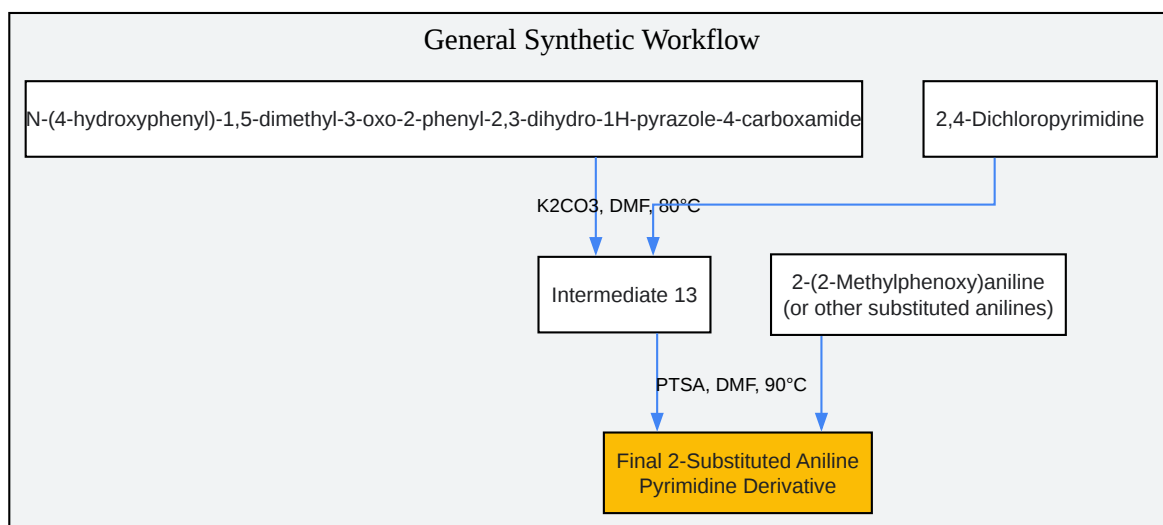 General Synthetic Workflow
N-(4-hydroxyphenyl)-1,5-dimethyl-3-oxo-2-phenyl-2,3-dihydro-1H-pyrazole-4-carboxamide
2,4-Dichloropyrimidine
K2CO3, DMF, 80°C
Intermediate 13
2-(2-Methylphenoxy)aniline
(or other substituted anilines)
PTSA, DMF, 90°C
Final 2-Substituted Aniline
Pyrimidine Derivative